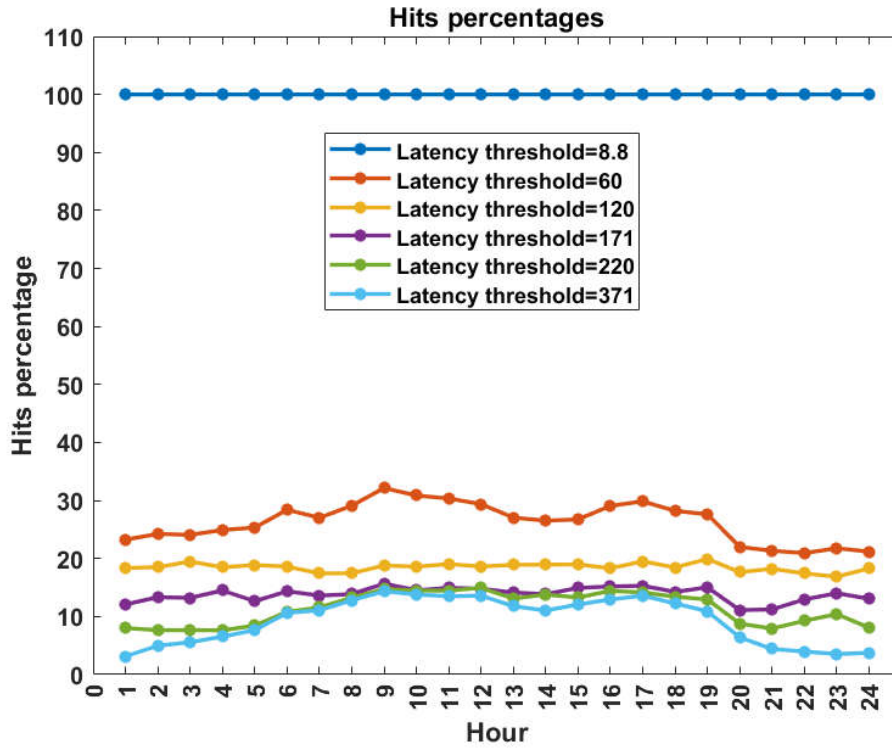 Hits percentages
110
100
90
80
70
60
50
40
30
20
10
0
Hits percentage
Latency threshold=8.8
Latency threshold=60
Latency threshold=120
Latency threshold=171
Latency threshold=220
Latency threshold=371
0 1 2 3 4 5 6 7 8 9 10 11 12 13 14 15 16 17 18 19 20 21 22 23 24
Hour